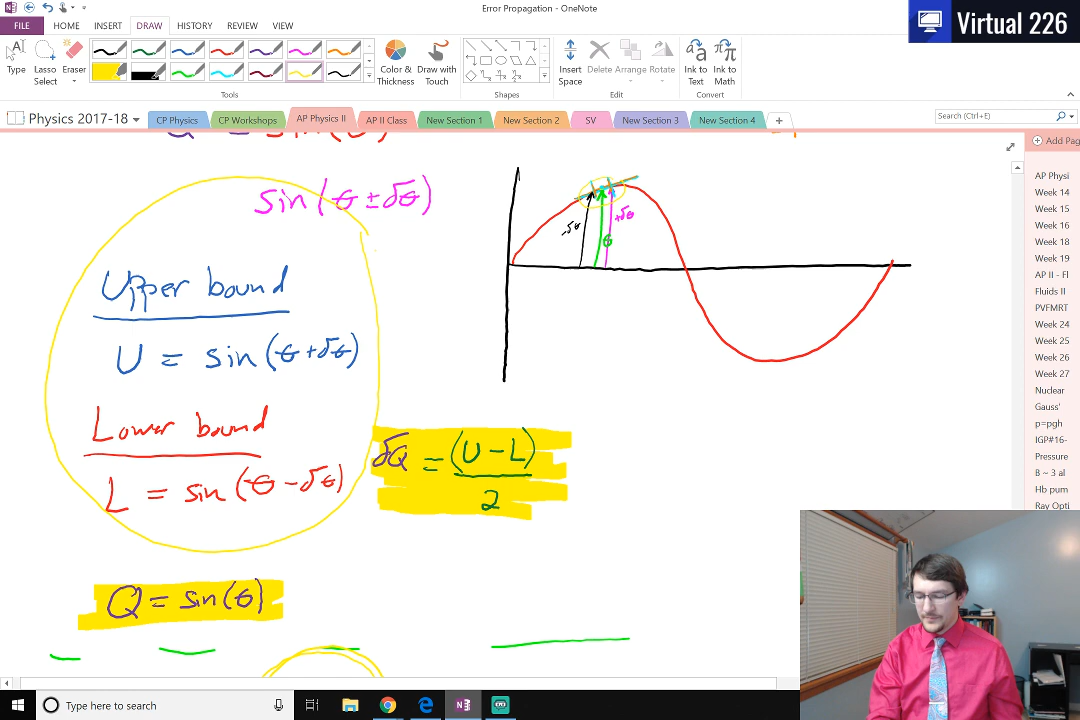 Error Propagation - OneNote
Virtual 226
FILE HOME INSERT DRAW HISTORY REVIEW VIEW
Type
Lasso Select
Eraser
Color & Thickness
Draw with Touch
Insert Space
Delete Arrange Rotate
Ink to Text
Ink to Math
Tools Shapes Edit Convert
Physics 2017-18 CP Physics CP Workshops AP Physics II AP II Class New Section 1 New Section 2 SV New Section 3 New Section 4 + Search (Ctrl+E)
Add Pag
AP Physi
Week 14
Week 15
Week 16
Week 18
Week 19
AP II - Fl
Fluids II
PVFMRT
Week 24
Week 25
Week 26
Week 27
Nuclear
Gauss'
p=pgh
IGP#16-
Pressure
B ~ 3 al
Hb pum
Ray Opti
sin(θ ± δθ)
-δθ θ +δθ
Upper bound
U = sin(θ + δθ)
Lower bound
L = sin(θ - δθ)
δQ = (U - L)
2
Q = sin(θ)
Type here to search